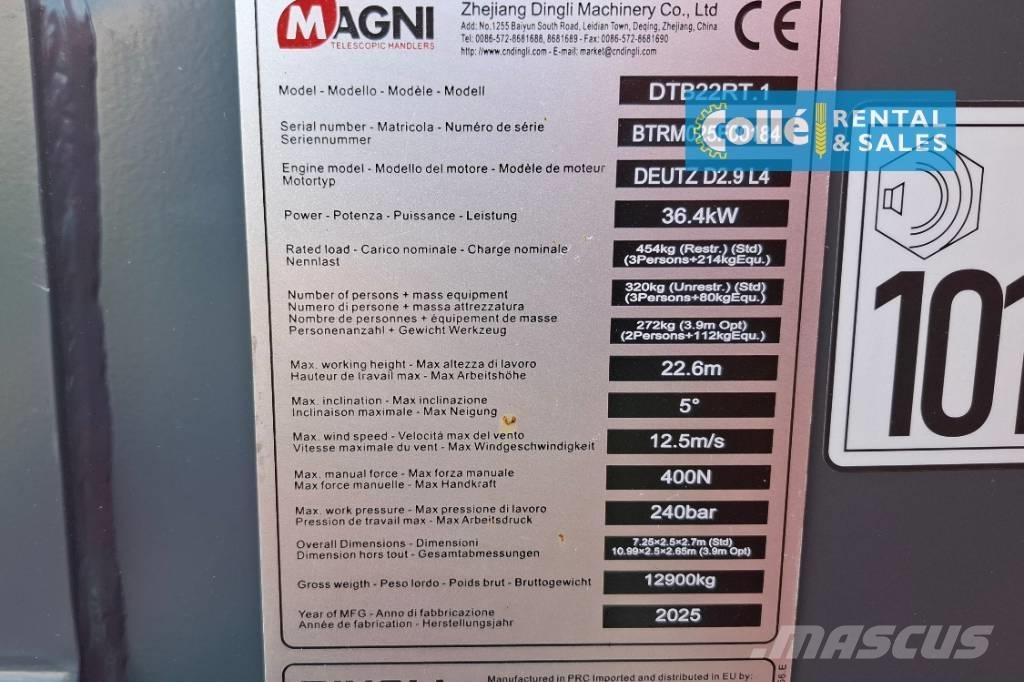 MAGNI
TELESCOPIC HANDLERS
Zhejiang Dingli Machinery Co., Ltd
Add: No.1255 Baiyun South Road, Leidian Town, Deqing, Zhejiang, China
Tel: 0086-572-8681688, 8681689 - Fax: 0086-572-8681690
http://www.cndingli.com - E-mail: market@cndingli.com
CE
Model - Modello - Modèle - Modell
DTB22RT.1
Serial number - Matricola - Numéro de série
Seriennummer
Engine model - Modello del motore - Modèle de moteur
Motortyp
DEUTZ D2.9 L4
Collé RENTAL
& SALES
Power - Potenza - Puissance - Leistung
36.4kW
Rated load - Carico nominale - Charge nominale
Nennlast
454kg (Restr.) (Std)
(3Persons+214kgEqu.)
Number of persons + mass equipment
Numero di persone + massa attrezzatura
Nombre de personnes + équipement de masse
Personenanzahl + Gewicht Werkzeug
320kg (Unrestr.) (Std)
(3Persons+80kgEqu.)
272kg (3.9m Opt)
(2Persons+112kgEqu.)
Max. working height - Max altezza di lavoro
Hauteur de travail max - Max Arbeitshöhe
22.6m
Max. inclination - Max inclinazione
Inclinaison maximale - Max Neigung
5°
Max. wind speed - Velocità max del vento
Vitesse maximale du vent - Max Windgeschwindigkeit
12.5m/s
Max. manual force - Max forza manuale
Max force manuelle - Max Handkraft
400N
Max. work pressure - Max pressione di lavoro
Pression de travail max - Max Arbeitsdruck
240bar
Overall Dimensions - Dimensioni
Dimension hors tout - Gesamtabmessungen
7.25×2.5×2.7m (Std)
10.99×2.5×2.65m (3.9m Opt)
Gross weigth - Peso lordo - Poids brut - Bruttogewicht
12900kg
Year of MFG - Anno di fabbricazione
Année de fabrication - Herstellungsjahr
2025
Manufactured in PRC Imported and distributed in EU by:
101
MASCUS